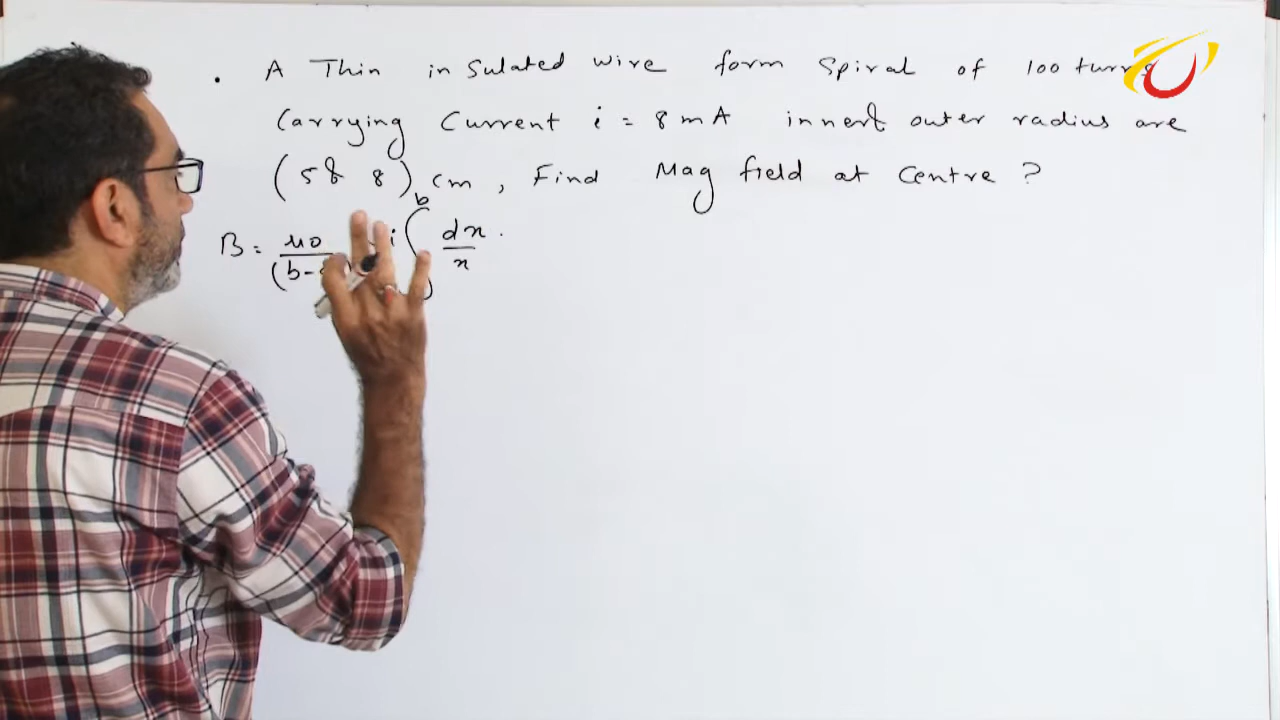 . A Thin insulated wire form Spiral of 100 turns
Carrying Current i = 8 mA inner & outer radius are
(5 & 8) cm, Find Mag field at centre ?
B = μ0 i ∫ b dx
(b- x